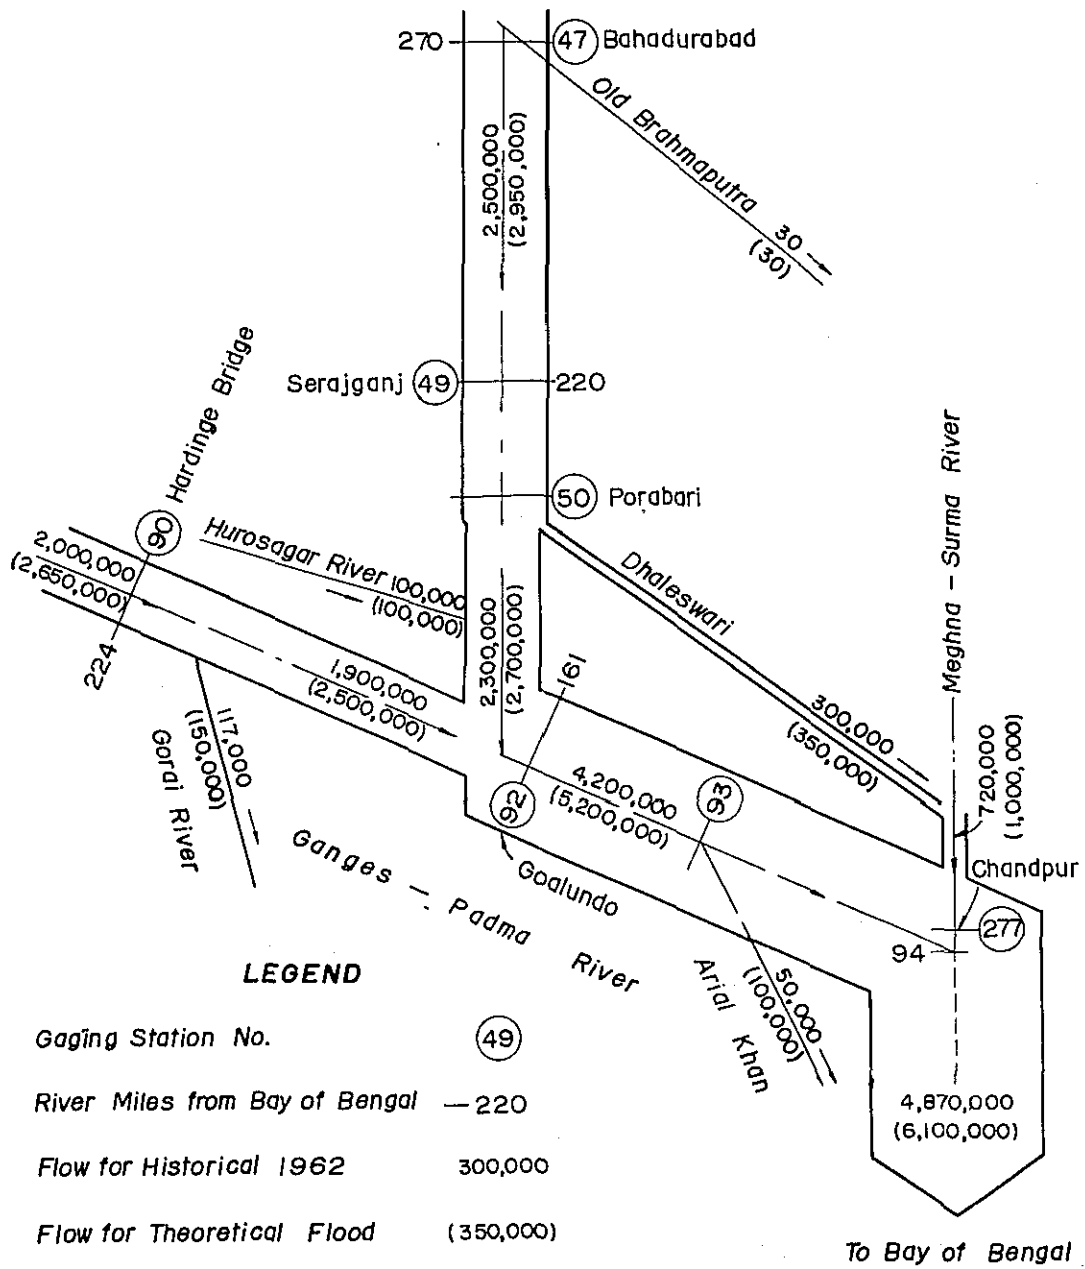 270
47 Bahadurabad
Old Brahmaputra 30
(30)
2,500,000
(2,950,000)
Serajganj 49
220
50 Porabari
90 Hardinge Bridge
224
2,000,000
(2,650,000)
Hurosagar River 100,000
(100,000)
1,900,000
(2,500,000)
2,300,000
(2,700,000)
161
92
Dhaleswari
300,000
(350,000)
Meghna - Surma River
720,000
(1,000,000)
117,000
(150,000)
Gorai River
4,200,000
(5,200,000)
93
Goalundo
Chandpur
277
94
Ganges - Padma River
50,000
(100,000)
Arial Khan
4,870,000
(6,100,000)
LEGEND
Gaging Station No. 49
River Miles from Bay of Bengal —220
Flow for Historical 1962 300,000
Flow for Theoretical Flood (350,000)
To Bay of Bengal